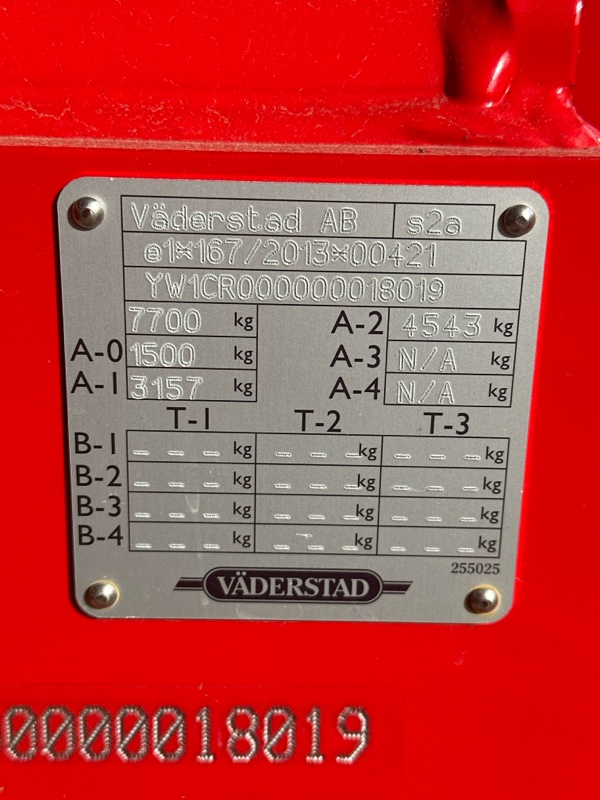 Väderstad AB s2a
e1*167/2013*00421
YW1CR000000018019
7700 kg A-2 4543 kg
A-0 1500 kg A-3 N/A kg
A-1 3157 kg A-4 N/A kg
T-1 T-2 T-3
B-1 _ _ _ kg _ _ _ kg _ _ _ kg
B-2 _ _ _ kg _ _ _ kg _ _ _ kg
B-3 _ _ _ kg _ _ _ kg _ _ _ kg
B-4 _ _ _ kg _ _ _ kg _ _ _ kg
255025
VÄDERSTAD
0000018019